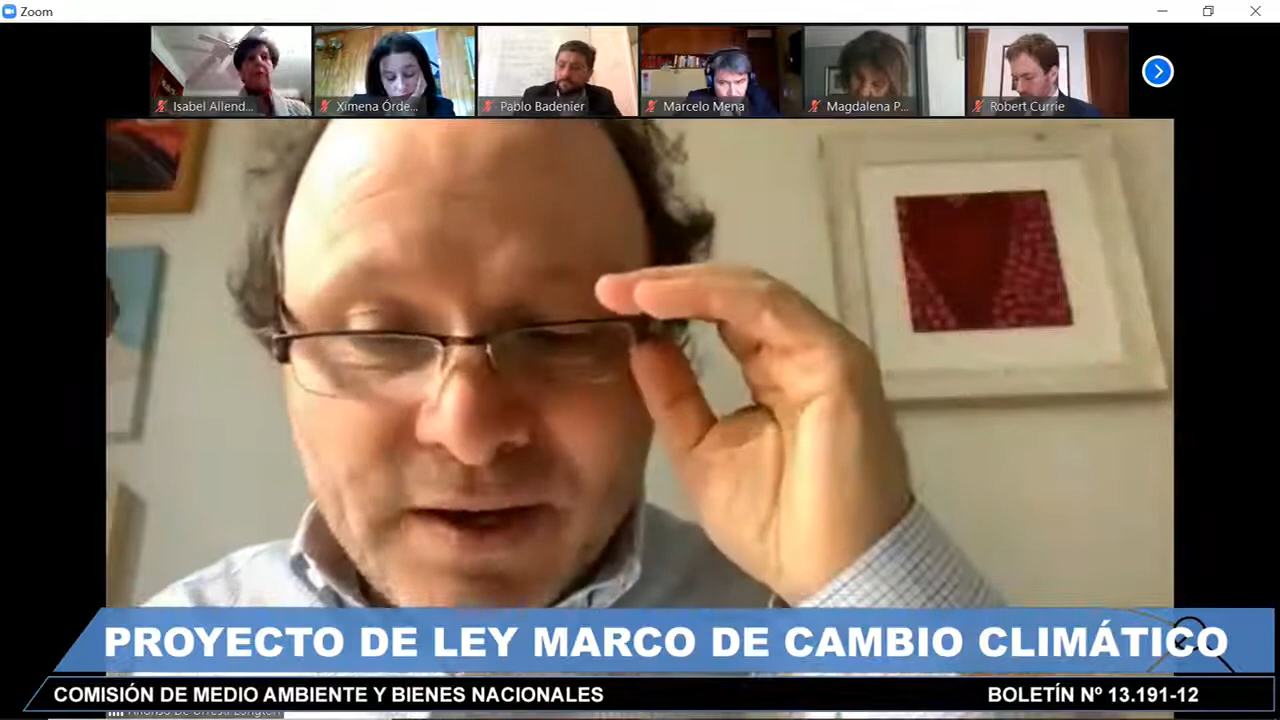 Zoom
Isabel Allend...
Ximena Órde...
Pablo Badenier
Marcelo Mena
Magdalena P...
Robert Currie
PROYECTO DE LEY MARCO DE CAMBIO CLIMÁTICO
COMISIÓN DE MEDIO AMBIENTE Y BIENES NACIONALES
BOLETÍN Nº 13.191-12